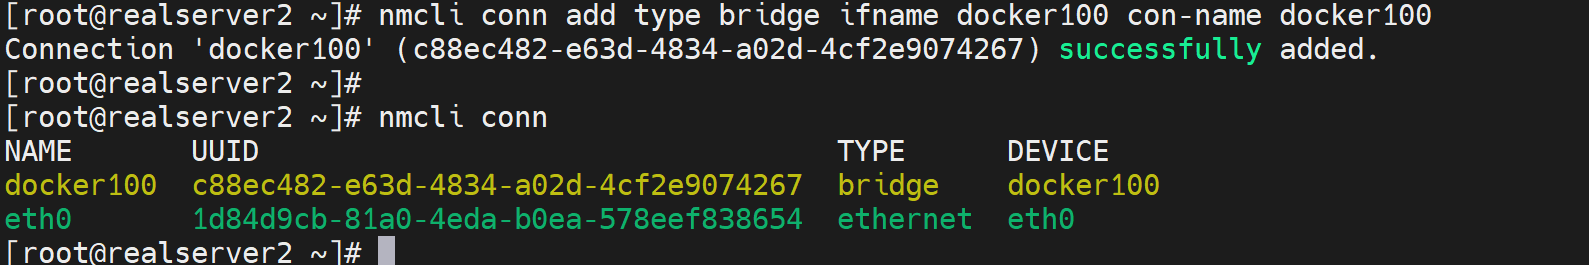 [root@realserver2 ~]# nmcli conn add type bridge ifname docker100 con-name docker100
Connection 'docker100' (c88ec482-e63d-4834-a02d-4cf2e9074267) successfully added.
[root@realserver2 ~]#
[root@realserver2 ~]# nmcli conn
NAME       UUID                                  TYPE      DEVICE
docker100  c88ec482-e63d-4834-a02d-4cf2e9074267  bridge    docker100
eth0       1d84d9cb-81a0-4eda-b0ea-578eef838654  ethernet  eth0
[root@realserver2 ~]#